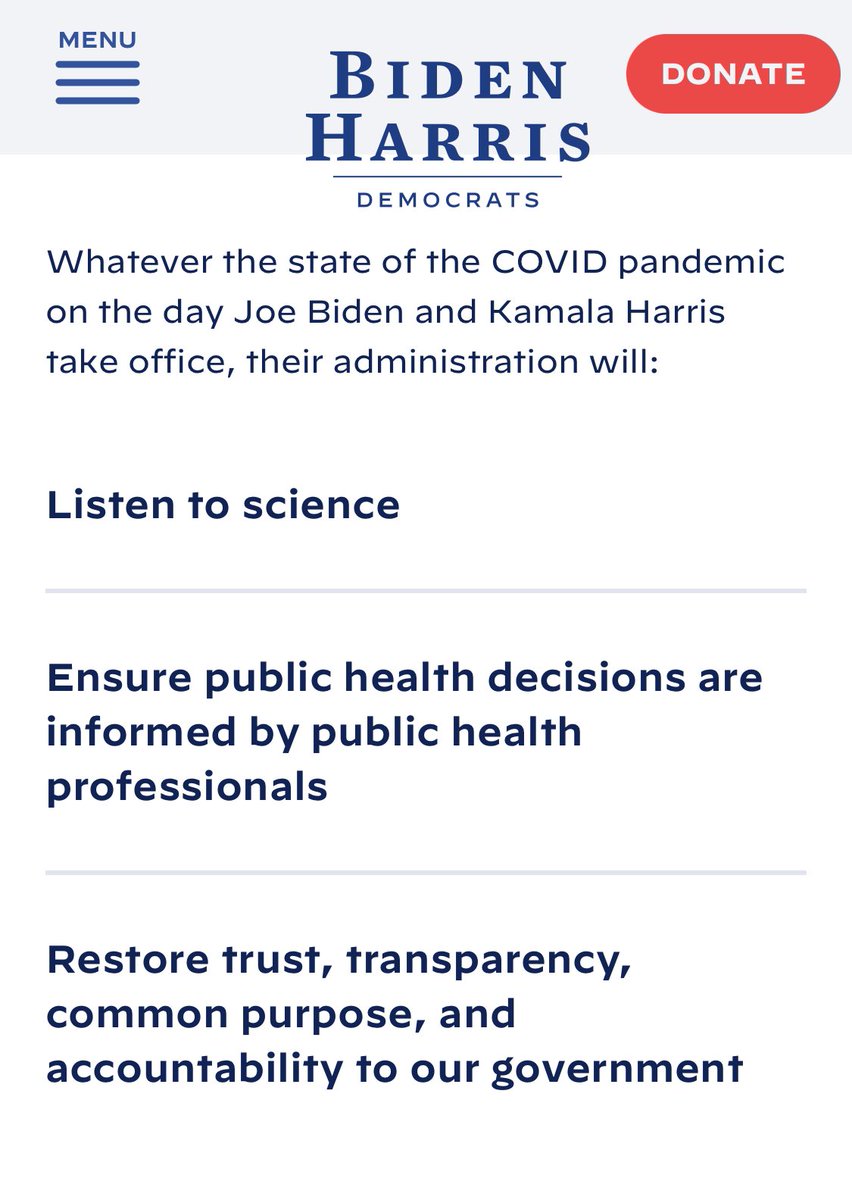 MENU
BIDEN
HARRIS
DEMOCRATS
DONATE
Whatever the state of the COVID pandemic
on the day Joe Biden and Kamala Harris
take office, their administration will:
Listen to science
Ensure public health decisions are
informed by public health
professionals
Restore trust, transparency,
common purpose, and
accountability to our government